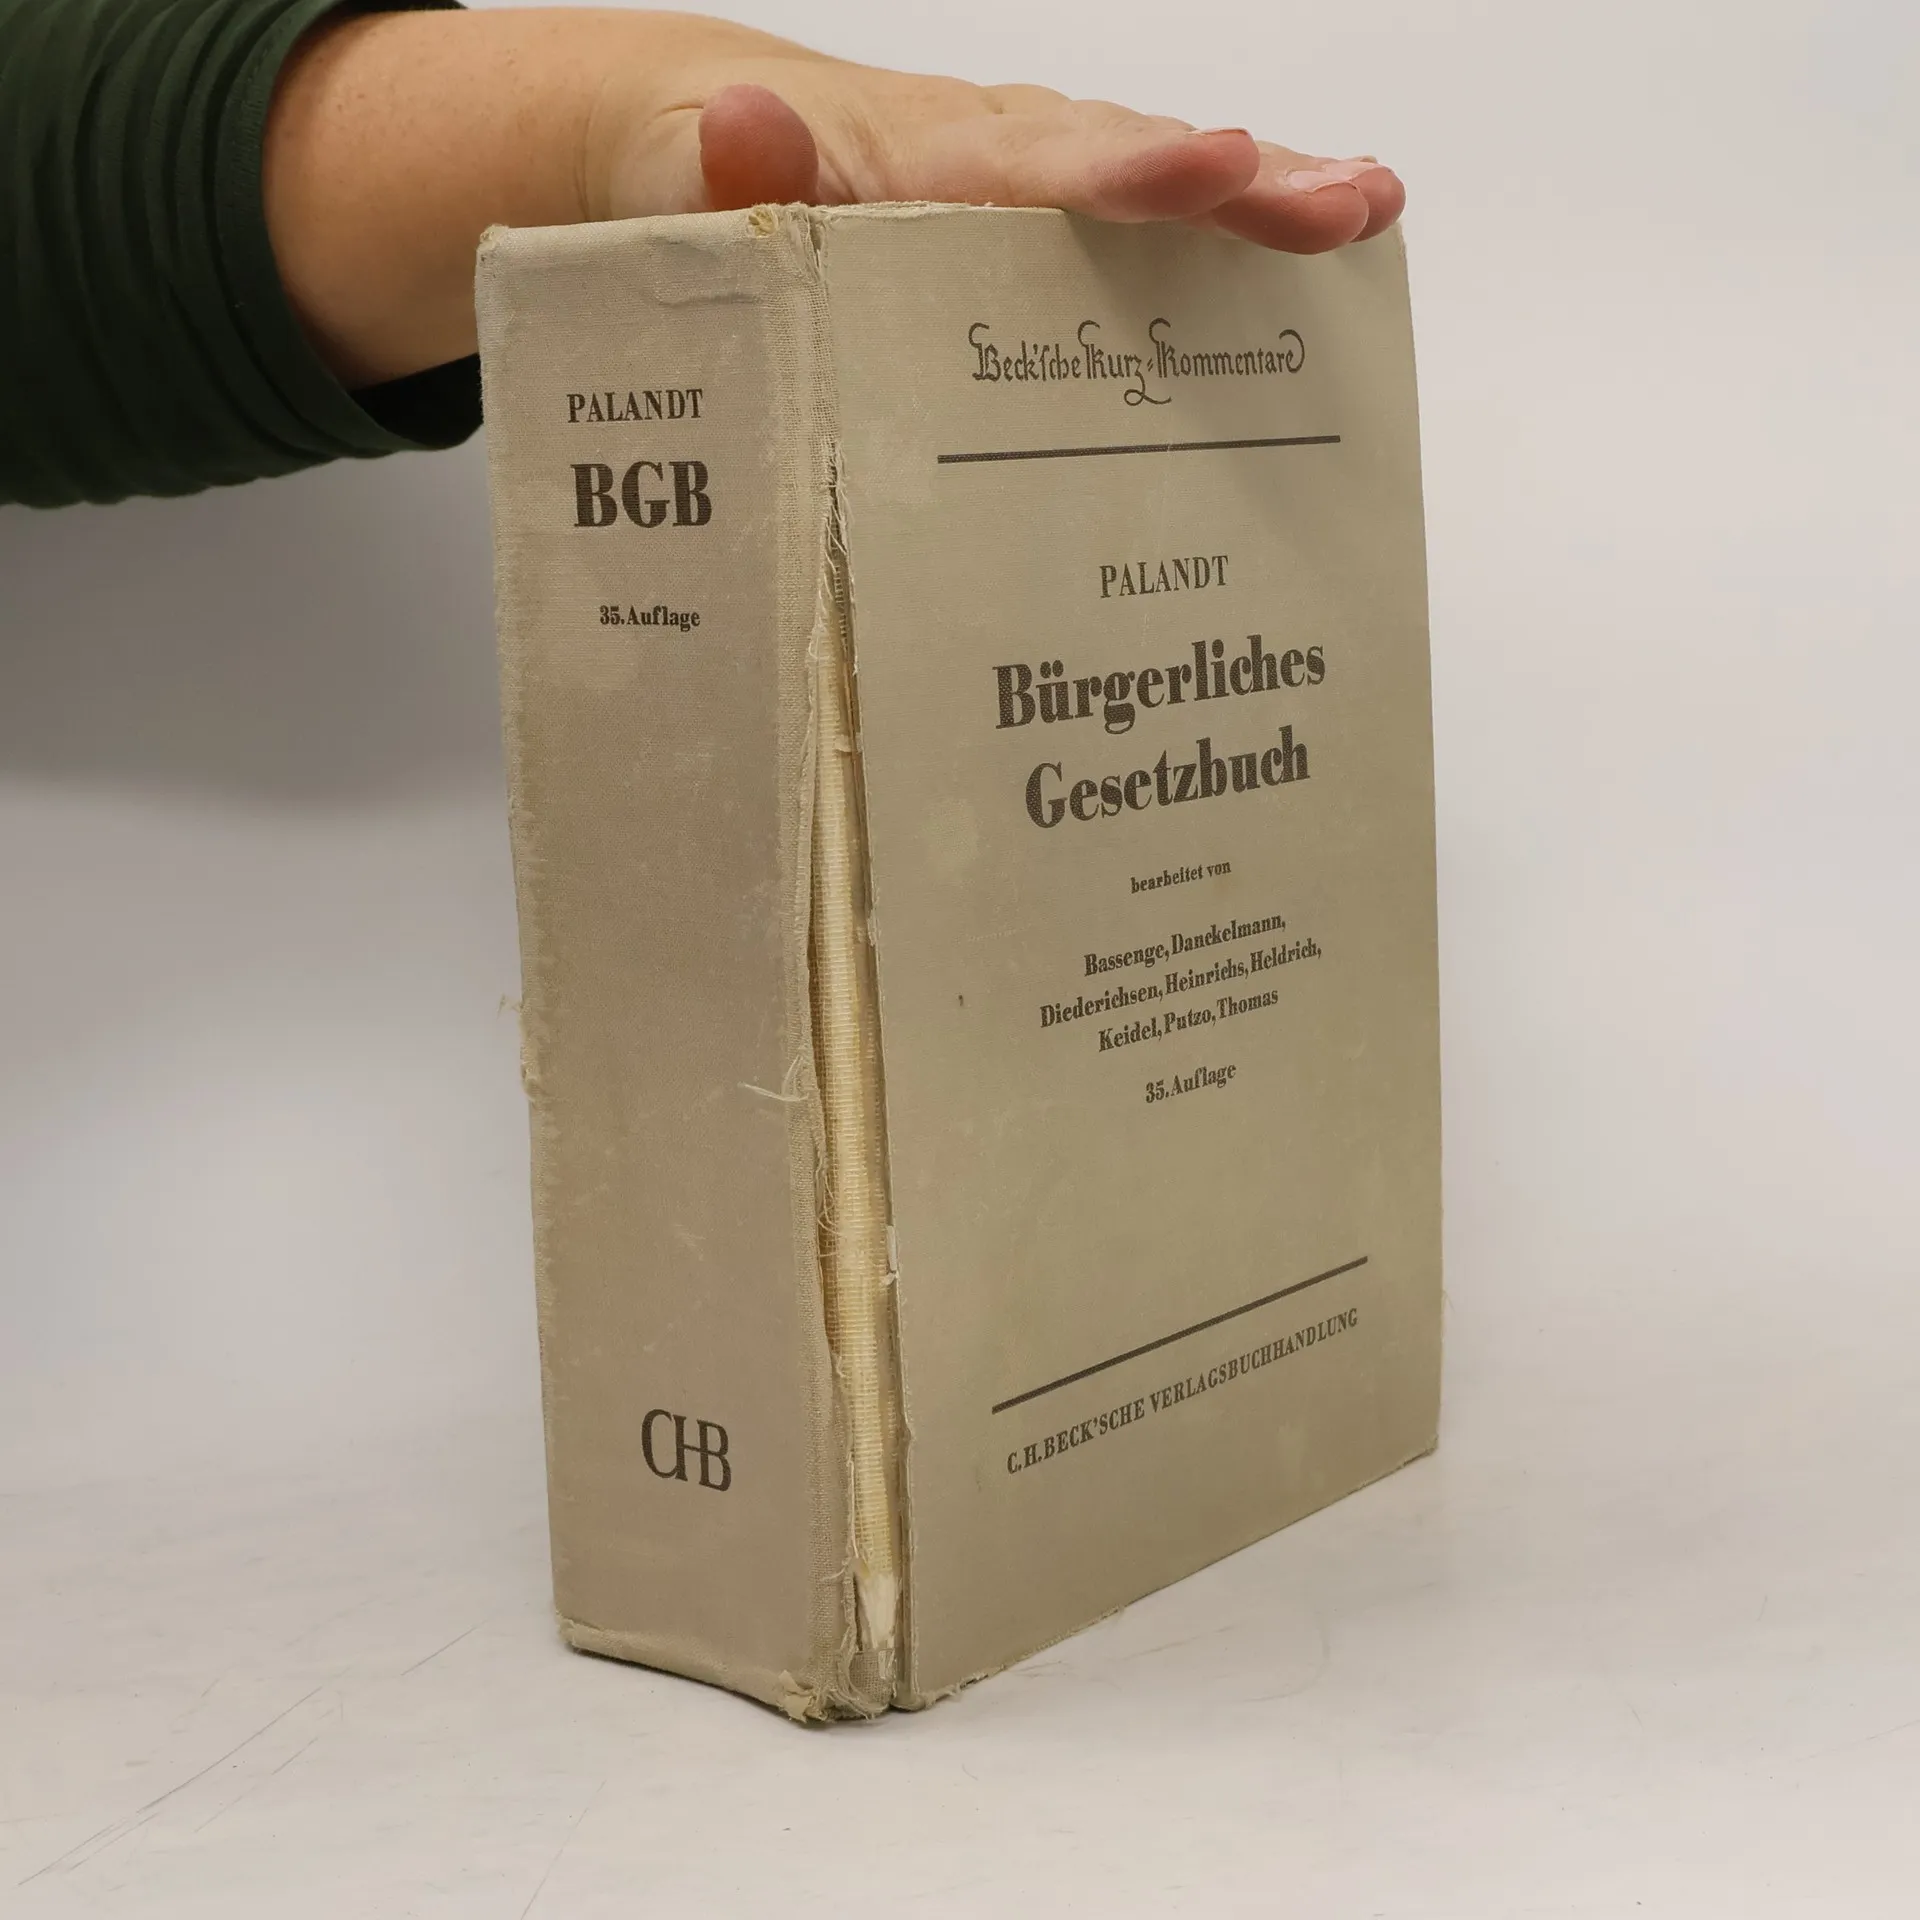 PALANDT
BGB
35. Auflage
CHB
Beck'sche Kurz-Kommentare
PALANDT
Bürgerliches
Gesetzbuch
bearbeitet von
Bassenge, Danckelmann,
Diederichsen, Heinrichs, Heldrich,
Keidel, Putzo, Thomas
35. Auflage
C. H. BECK'SCHE VERLAGSBUCHHANDLUNG